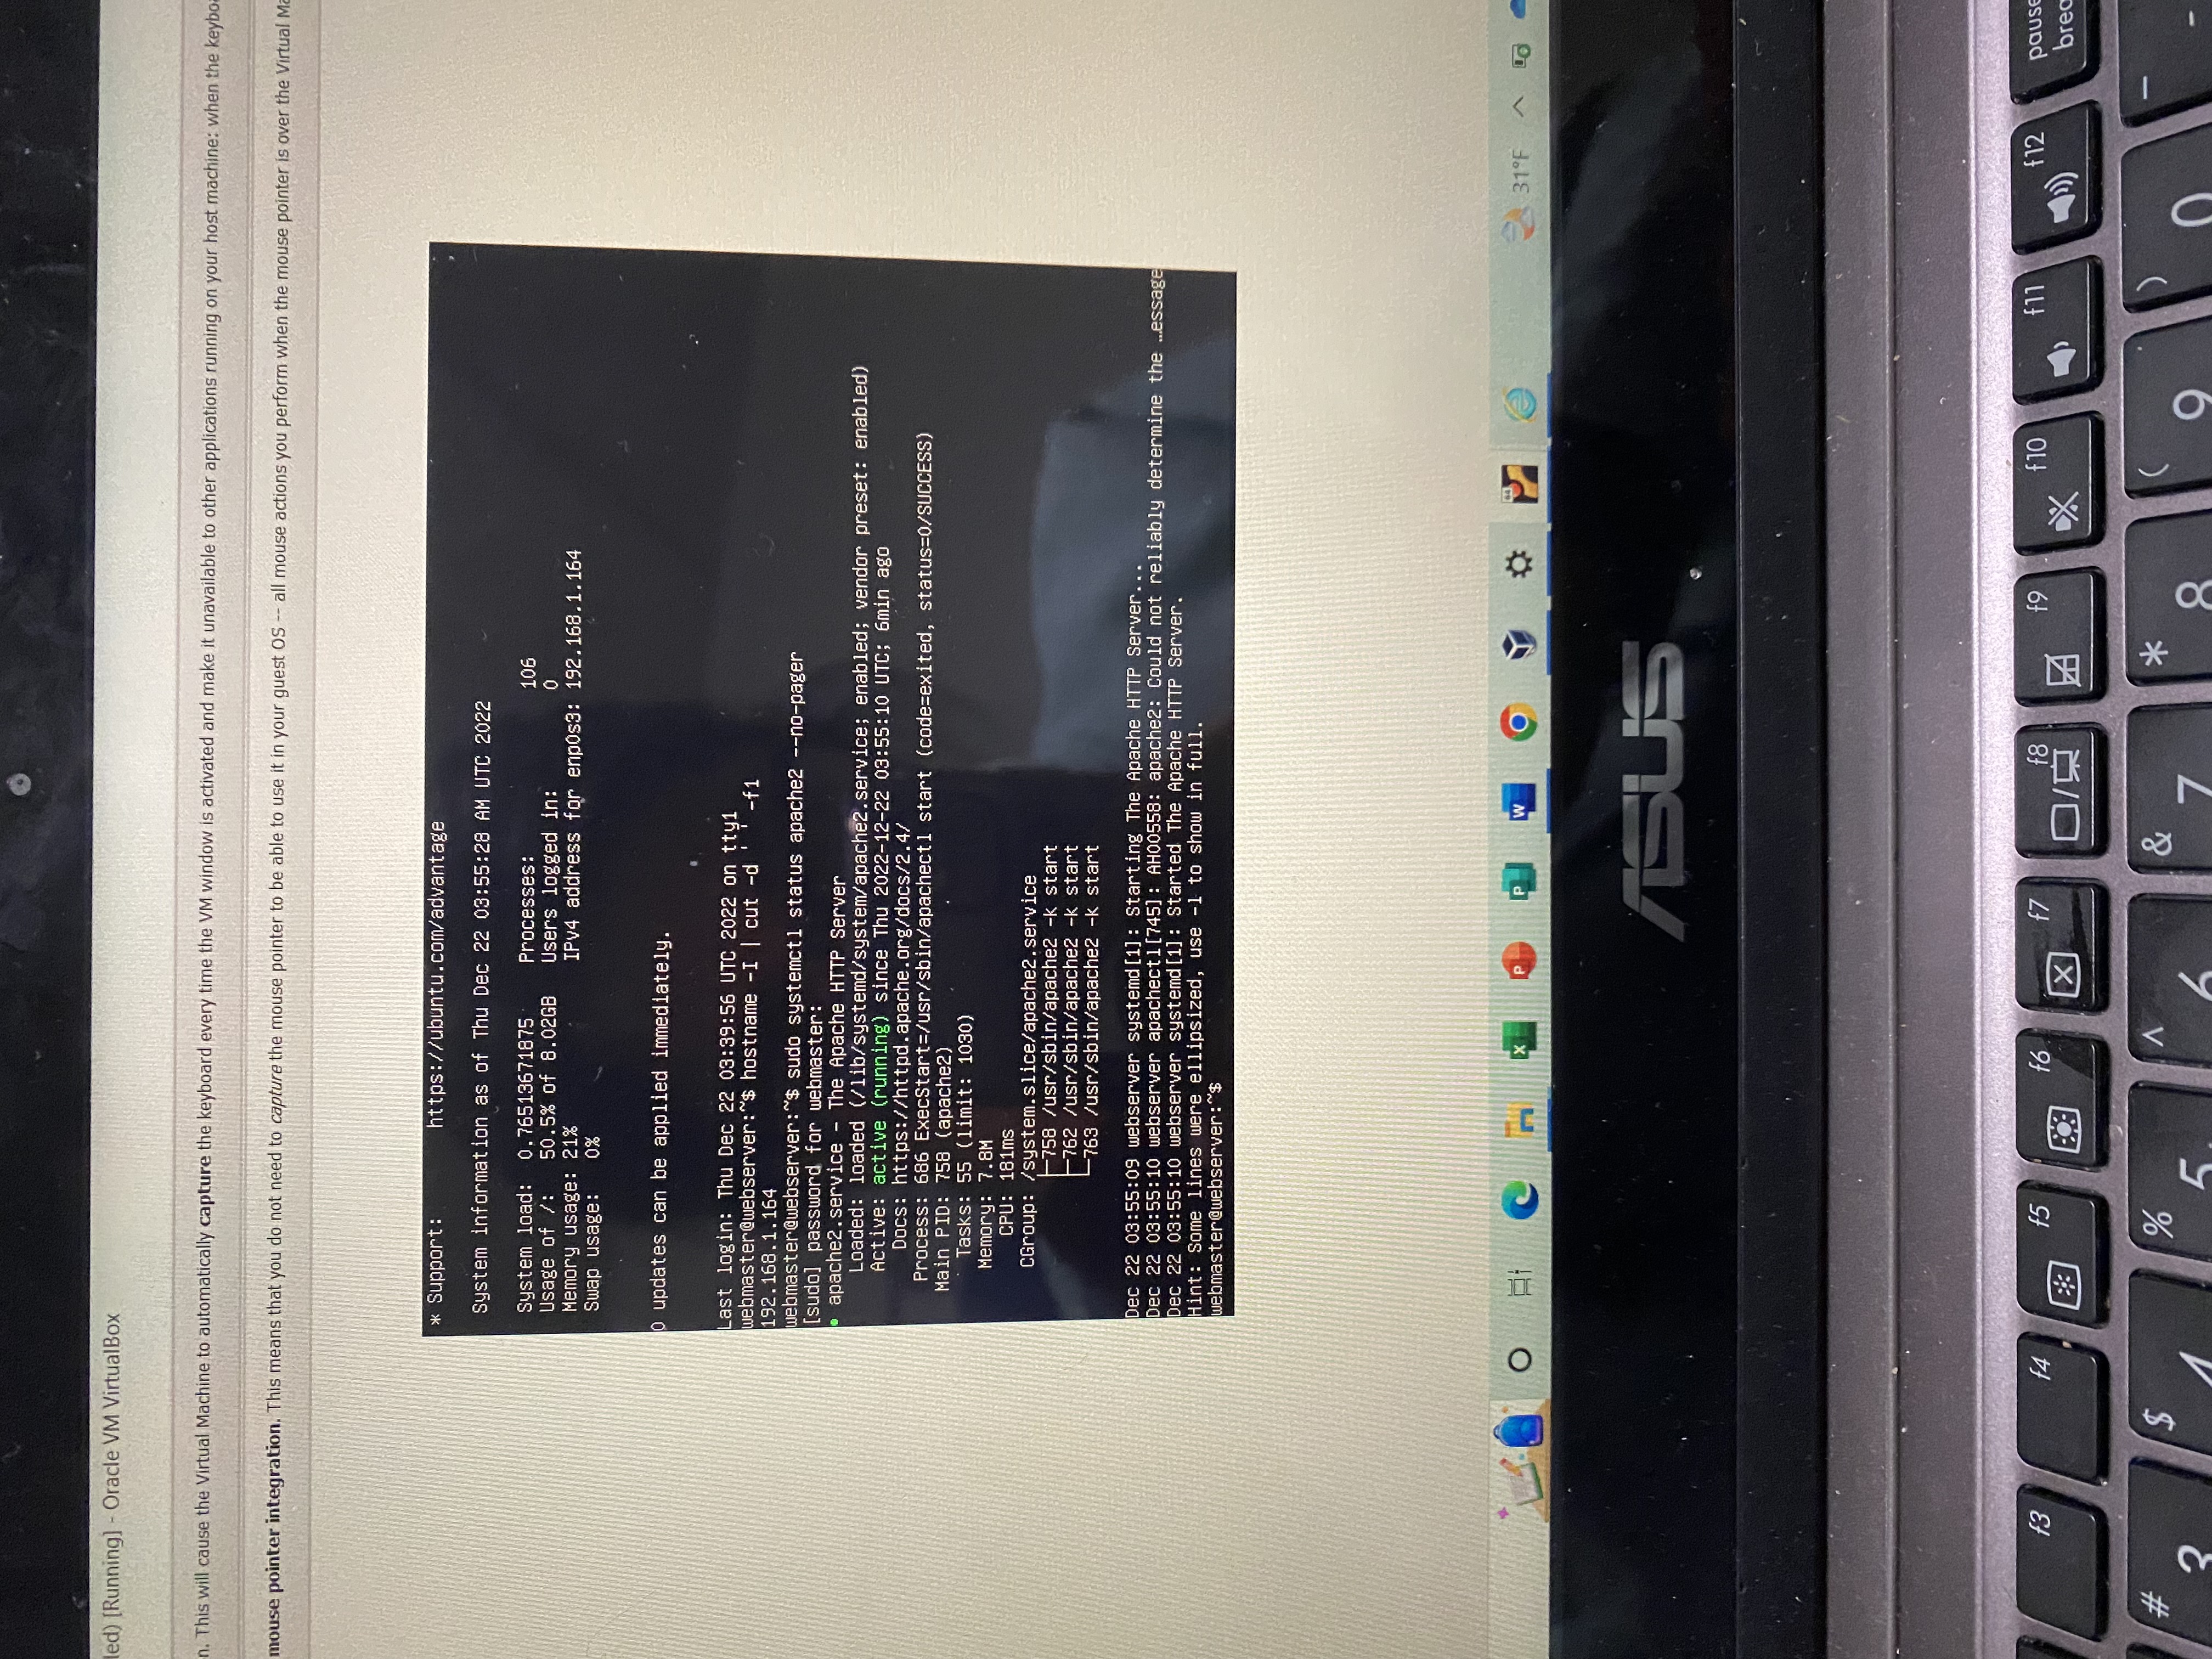 led) [Running] - Oracle VM VirtualBox
n. This will cause the Virtual Machine to automatically capture the keyboard every time the VM window is activated and make it unavailable to other applications running on your host machine: when the keyboa
mouse pointer integration. This means that you do not need to capture the mouse pointer to be able to use it in your guest OS -- all mouse actions you perform when the mouse pointer is over the Virtual Ma
* Support: https://ubuntu.com/advantage
System information as of Thu Dec 22 03:55:28 AM UTC 2022
System load: 0.76513671875 Processes: 106
Usage of /: 50.5% of 8.02GB Users logged in: 0
Memory usage: 21% IPv4 address for enp0s3: 192.168.1.164
Swap usage: 0%
0 updates can be applied immediately.
Last login: Thu Dec 22 03:39:56 UTC 2022 on tty1
webmaster@webserver:~$ hostname -I | cut -d ' ' -f1
192.168.1.164
webmaster@webserver:~$ sudo systemctl status apache2 --no-pager
[sudo] password for webmaster:
• apache2.service - The Apache HTTP Server
Loaded: loaded (/lib/systemd/system/apache2.service; enabled; vendor preset: enabled)
Active: active (running) since Thu 2022-12-22 03:55:10 UTC; 6min ago
Docs: https://httpd.apache.org/docs/2.4/
Process: 686 ExecStart=/usr/sbin/apachectl start (code=exited, status=0/SUCCESS)
Main PID: 758 (apache2)
Tasks: 55 (limit: 1030)
Memory: 7.8M
CPU: 181ms
CGroup: /system.slice/apache2.service
├─758 /usr/sbin/apache2 -k start
├─762 /usr/sbin/apache2 -k start
└─763 /usr/sbin/apache2 -k start
Dec 22 03:55:09 webserver systemd[1]: Starting The Apache HTTP Server...
Dec 22 03:55:10 webserver apachectl[745]: AH00558: apache2: Could not reliably determine the …essage
Dec 22 03:55:10 webserver systemd[1]: Started The Apache HTTP Server.
Hint: Some lines were ellipsized, use -l to show in full.
webmaster@webserver:~$
X P P W 64 31°F
ASUS
f3 f4 f5 f6 f7 f8 f9 f10 f11 f12 pause
brea
# $ % ^ & * ( ) -
3 4 5 6 7 8 9 0 -